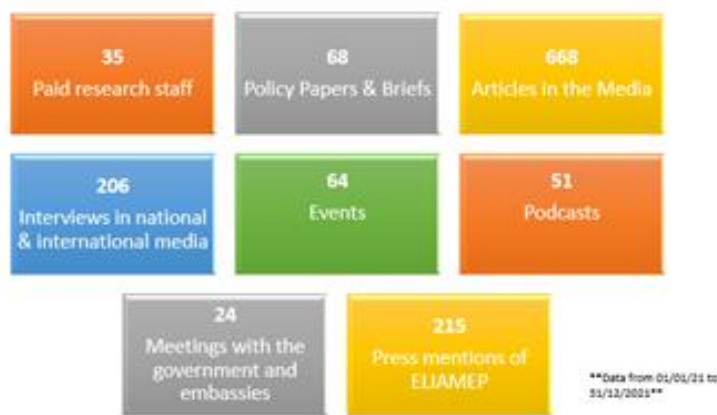 35
Paid research staff
68
Policy Papers & Briefs
668
Articles in the Media
206
Interviews in national
& international media
64
Events
51
Podcasts
24
Meetings with the
government and
embassies
215
Press mentions of
ELIAMEP
**Data from 01/01/21 to
31/12/2021**